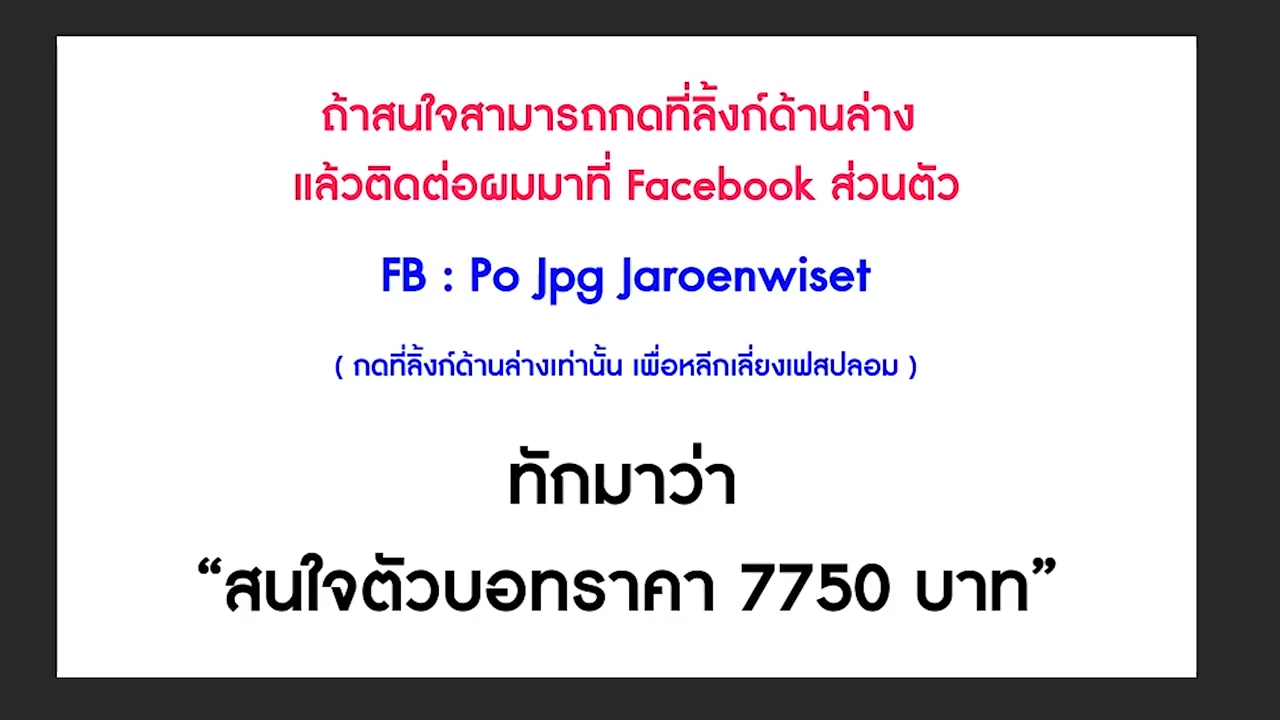 ถ้าสนใจสามารถกดที่ลิ้งก์ด้านล่าง
แล้วติดต่อผมมาที่ Facebook ส่วนตัว
FB : Po Jpg Jaroenwiset
( กดที่ลิ้งก์ด้านล่างเท่านั้น เพื่อหลีกเลี่ยงเฟสปลอม )
ทักมาว่า
“สนใจตัวบอทราคา 7750 บาท”